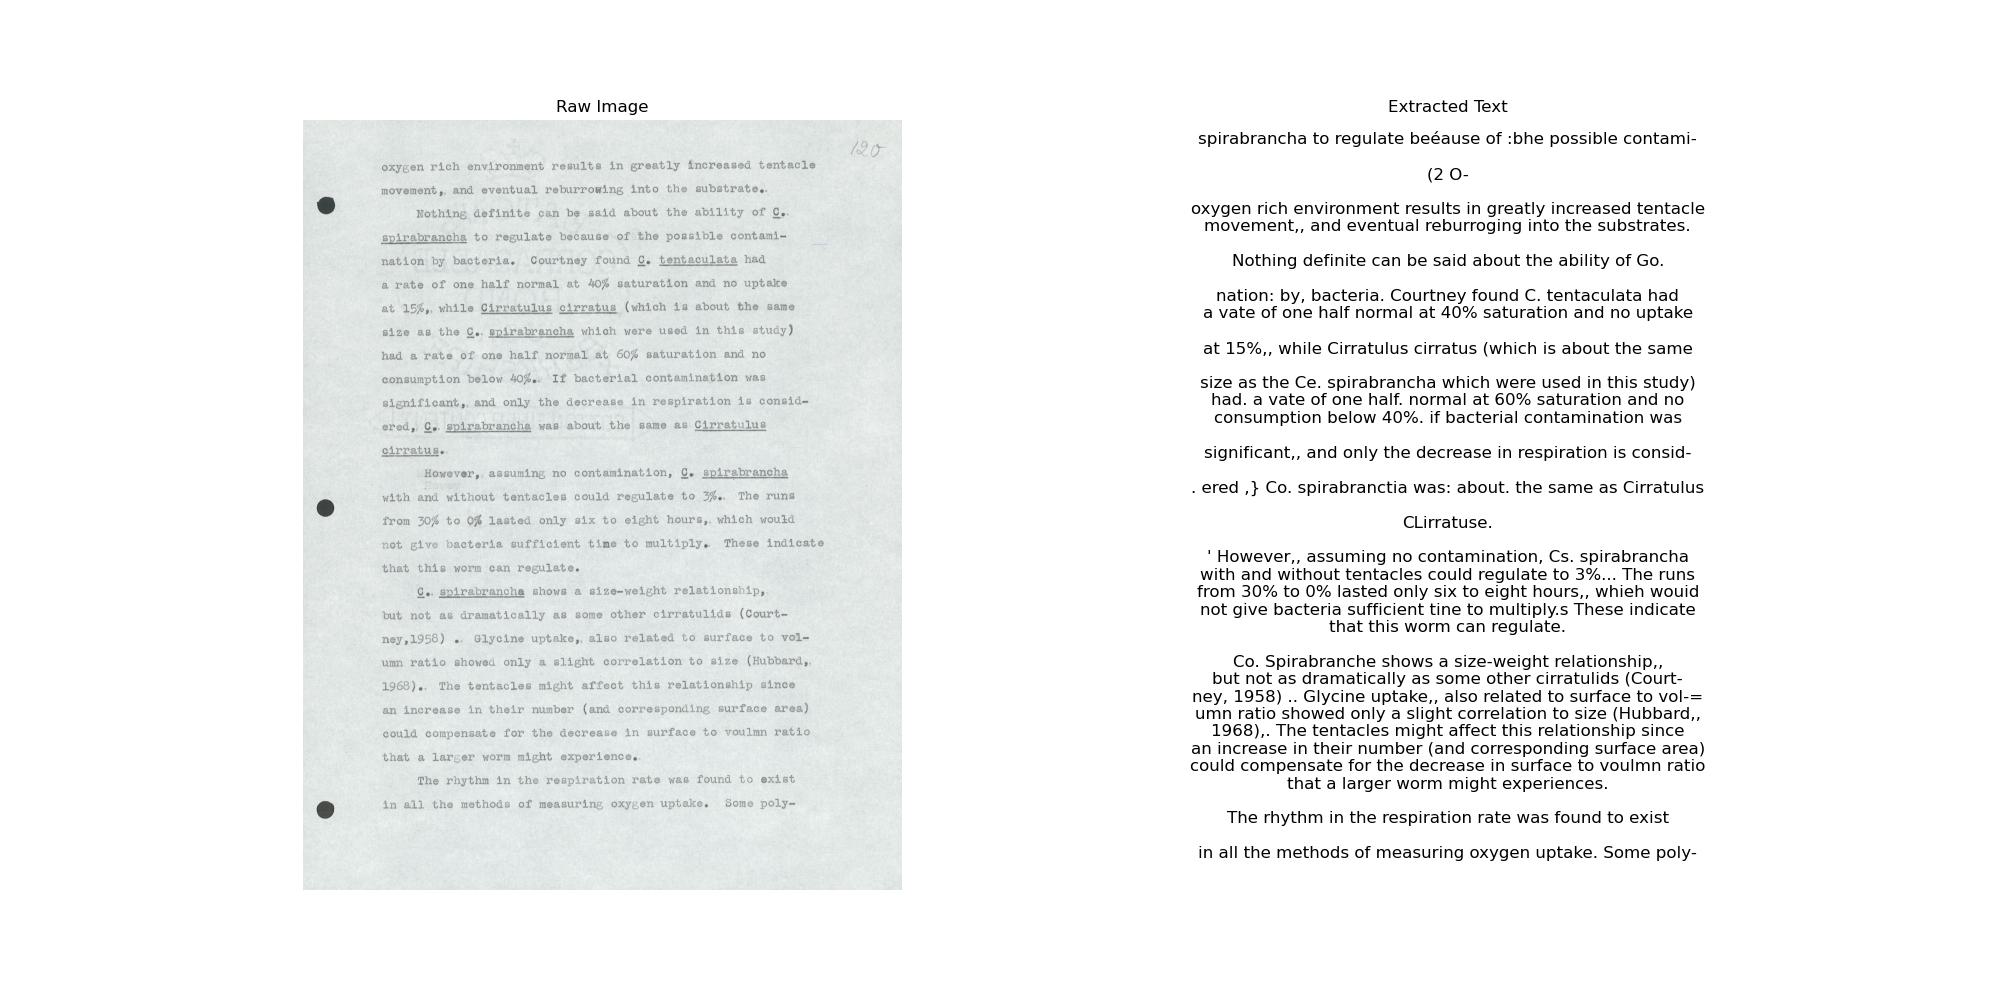 Raw Image
120
oxygen rich environment results in greatly increased tentacle
movement, and eventual reburrowing into the substrate.
Nothing definite can be said about the ability of C.
spirabrancha to regulate because of the possible contami-
nation by bacteria. Courtney found C. tentaculata had
a rate of one half normal at 40% saturation and no uptake
at 15%, while Cirratulus cirratus (which is about the same
size as the C. spirabrancha which were used in this study)
had a rate of one half normal at 60% saturation and no
consumption below 40%. If bacterial contamination was
significant, and only the decrease in respiration is consid-
ered, C. spirabrancha was about the same as Cirratulus
cirratus.
However, assuming no contamination, C. spirabrancha
with and without tentacles could regulate to 3%. The runs
from 30% to 0% lasted only six to eight hours, which would
not give bacteria sufficient time to multiply. These indicate
that this worm can regulate.
C. spirabrancha shows a size-weight relationship,
but not as dramatically as some other cirratulids (Court-
ney,1958) . Glycine uptake, also related to surface to vol-
umn ratio showed only a slight correlation to size (Hubbard,
1968). The tentacles might affect this relationship since
an increase in their number (and corresponding surface area)
could compensate for the decrease in surface to voulmn ratio
that a larger worm might experience.
The rhythm in the respiration rate was found to exist
in all the methods of measuring oxygen uptake. Some poly-
Extracted Text
spirabrancha to regulate beéause of :bhe possible contami-
(2 O-
oxygen rich environment results in greatly increased tentacle
movement,, and eventual reburroging into the substrates.
Nothing definite can be said about the ability of Go.
nation: by, bacteria. Courtney found C. tentaculata had
a vate of one half normal at 40% saturation and no uptake
at 15%,, while Cirratulus cirratus (which is about the same
size as the Ce. spirabrancha which were used in this study)
had. a vate of one half. normal at 60% saturation and no
consumption below 40%. if bacterial contamination was
significant,, and only the decrease in respiration is consid-
. ered ,} Co. spirabranctia was: about. the same as Cirratulus
CLirratuse.
' However,, assuming no contamination, Cs. spirabrancha
with and without tentacles could regulate to 3%... The runs
from 30% to 0% lasted only six to eight hours,, whieh wouid
not give bacteria sufficient tine to multiply.s These indicate
that this worm can regulate.
Co. Spirabranche shows a size-weight relationship,,
but not as dramatically as some other cirratulids (Court-
ney, 1958) .. Glycine uptake,, also related to surface to vol-=
umn ratio showed only a slight correlation to size (Hubbard,,
1968),. The tentacles might affect this relationship since
an increase in their number (and corresponding surface area)
could compensate for the decrease in surface to voulmn ratio
that a larger worm might experiences.
The rhythm in the respiration rate was found to exist
in all the methods of measuring oxygen uptake. Some poly-